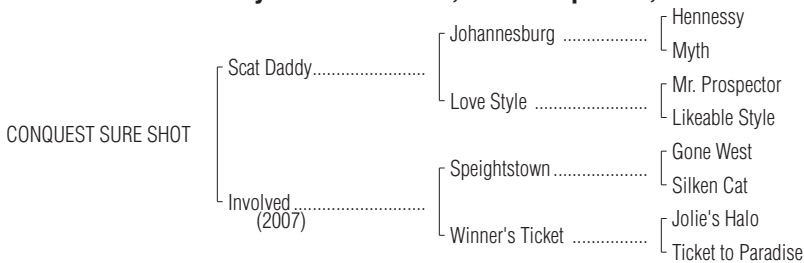 Hennessy
Johannesburg ...................
Myth
Scat Daddy.........................
Mr. Prospector
Love Style .........................
Likeable Style
CONQUEST SURE SHOT
Gone West
Speightstown.....................
Silken Cat
Involved.............................
(2007)
Jolie's Halo
Winner's Ticket .................
Ticket to Paradise